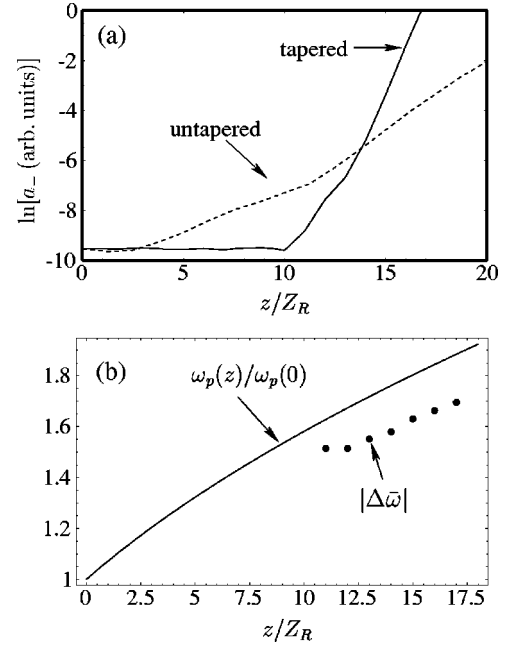 (a)
0
-2
-4
-6
-8
-10
ln[a₋ (arb. units)]
tapered
untapered
0 5 10 15 20
z/Z_R
(b)
1.8
1.6
1.4
1.2
1
ω_p(z)/ω_p(0)
|Δω̄|
0 2.5 5 7.5 10 12.5 15 17.5
z/Z_R